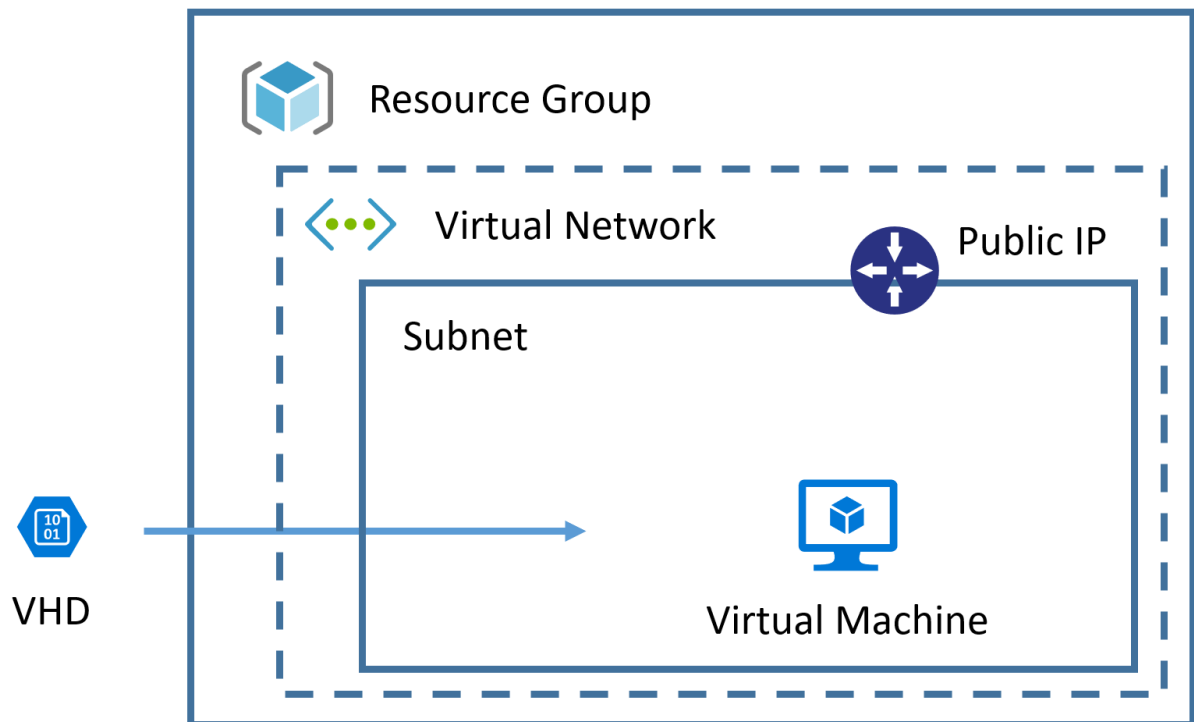 Resource Group
Virtual Network
Public IP
Subnet
10
01
VHD
Virtual Machine